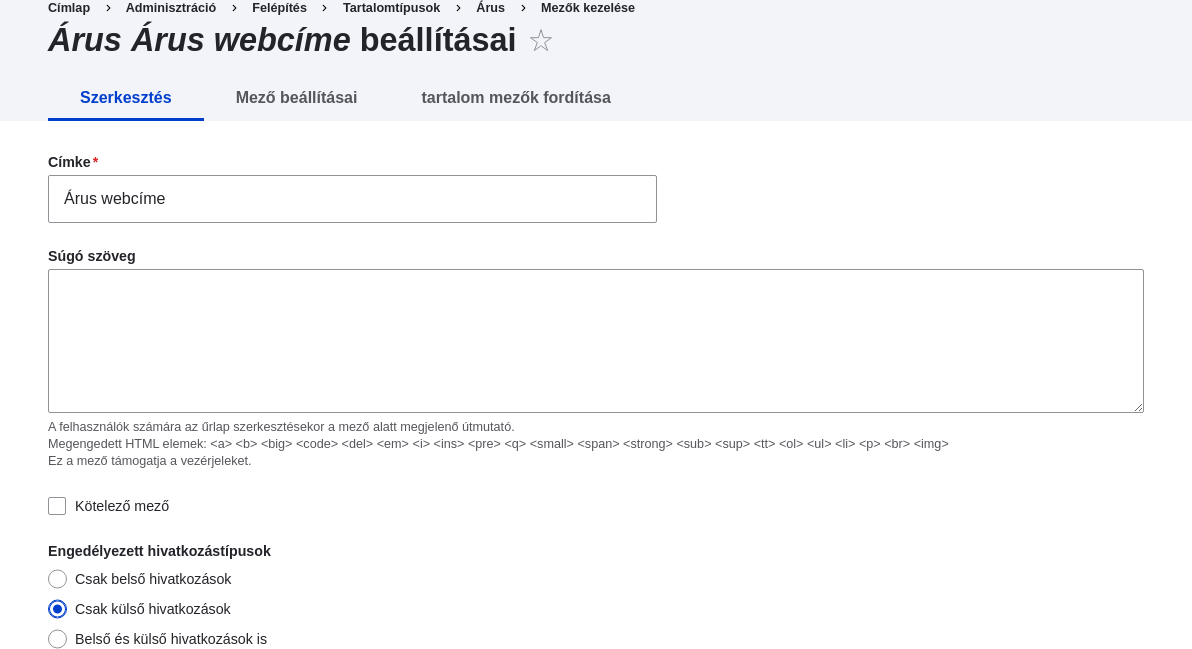 Címlap > Adminisztráció > Felépítés > Tartalomtípusok > Árus > Mezők kezelése
Árus Árus webcíme beállításai ☆
Szerkesztés Mező beállításai tartalom mezők fordítása
Címke*
Árus webcíme
Súgó szöveg
A felhasználók számára az űrlap szerkesztésekor a mező alatt megjelenő útmutató.
Megengedett HTML elemek: <a> <b> <big> <code> <del> <em> <i> <ins> <pre> <q> <small> <span> <strong> <sub> <sup> <tt> <ol> <ul> <li> <p> <br> <img>
Ez a mező támogatja a vezérjeleket.
Kötelező mező
Engedélyezett hivatkozástípusok
Csak belső hivatkozások
Csak külső hivatkozások
Belső és külső hivatkozások is